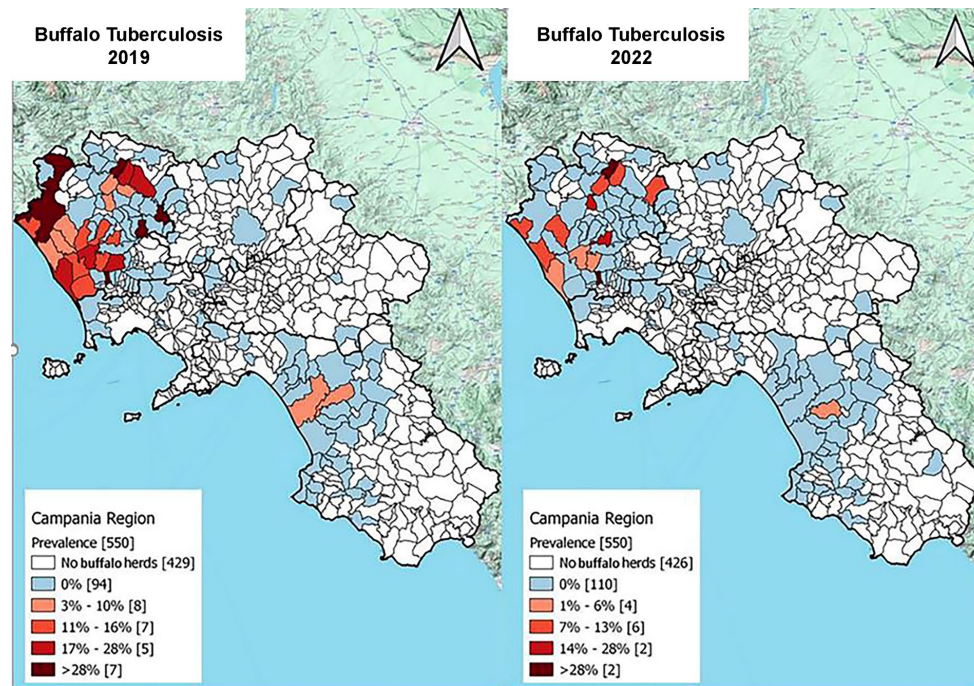 Buffalo Tuberculosis
2019
Campania Region
Prevalence [550]
No buffalo herds [429]
0% [94]
3% - 10% [8]
11% - 16% [7]
17% - 28% [5]
>28% [7]
Buffalo Tuberculosis
2022
Campania Region
Prevalence [550]
No buffalo herds [426]
0% [110]
1% - 6% [4]
7% - 13% [6]
14% - 28% [2]
>28% [2]